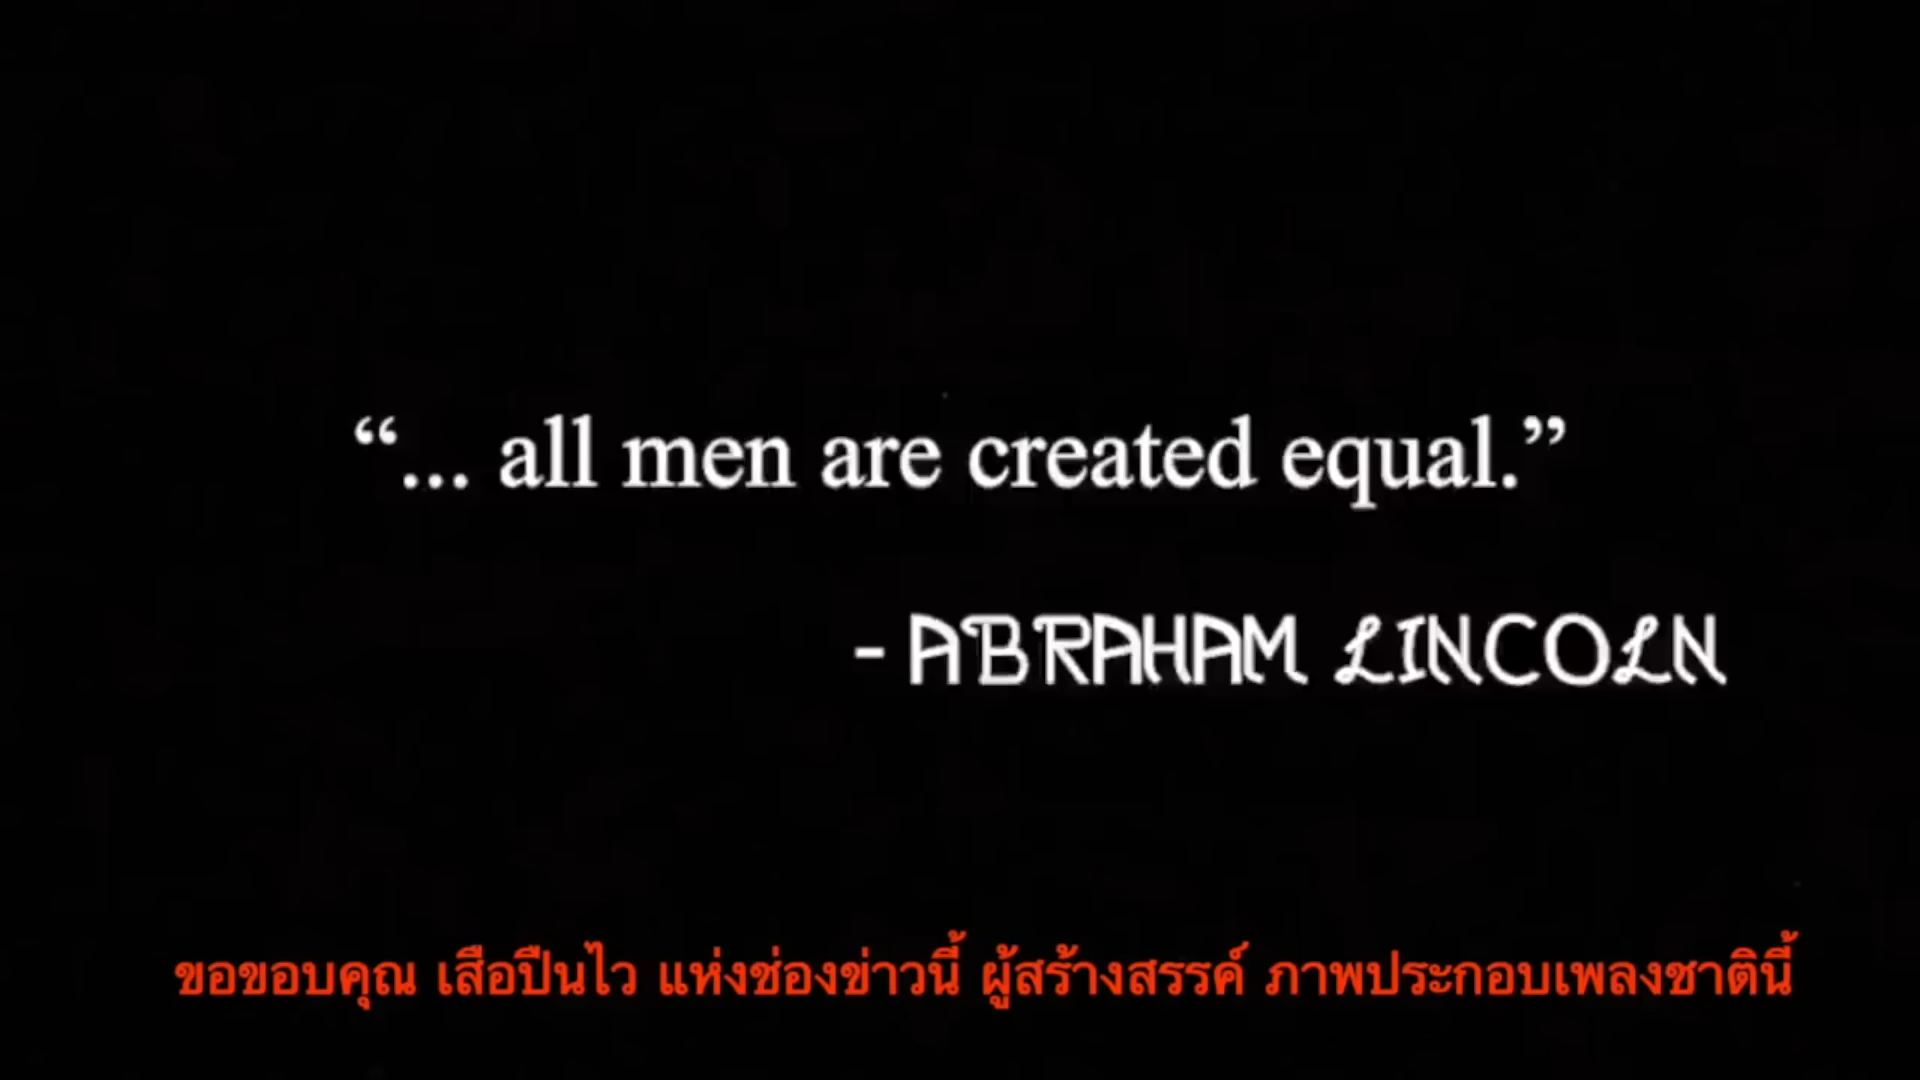 “... all men are created equal.”
- ABRAHAM LINCOLN
ขอขอบคุณ เสือปืนไว แห่งช่องข่าวนี้ ผู้สร้างสรรค์ ภาพประกอบเพลงชาตินี้